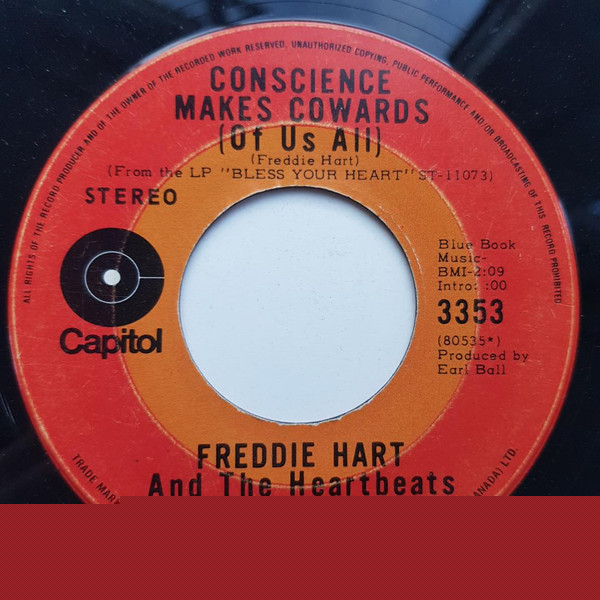 ALL RIGHTS OF THE RECORD PRODUCER AND OF THE OWNER OF THE RECORDED WORK RESERVED, UNAUTHORIZED COPYING, PUBLIC PERFORMANCE AND/OR BROADCASTING OF THIS RECORD PROHIBITED
CONSCIENCE
MAKES COWARDS
(Of Us All)
(Freddie Hart)
(From the LP "BLESS YOUR HEART" ST-11073)
STEREO
Capitol
Blue Book
Music-
BMI-2:09
Intro: :00
3353
(80535*)
Produced by
Earl Ball
FREDDIE HART
And The Heartbeats
TRADE MARK
CANADA) LTD.